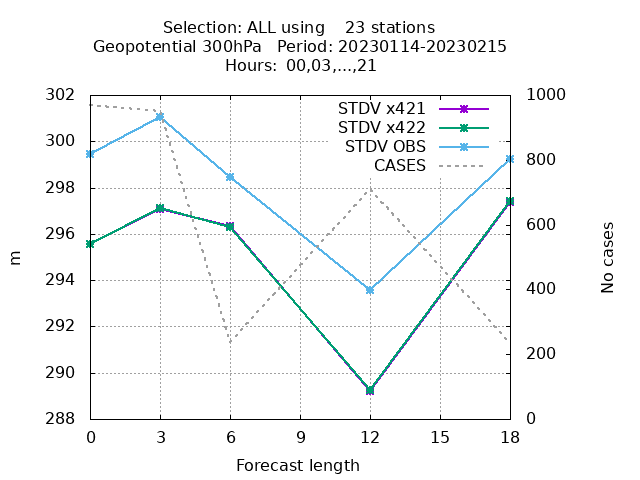 Selection: ALL using    23 stations
Geopotential 300hPa   Period: 20230114-20230215
Hours: 00,03,...,21
STDV x421
STDV x422
STDV OBS
CASES
302
300
298
296
294
292
290
288
1000
800
600
400
200
0
m
No cases
0 3 6 9 12 15 18
Forecast length